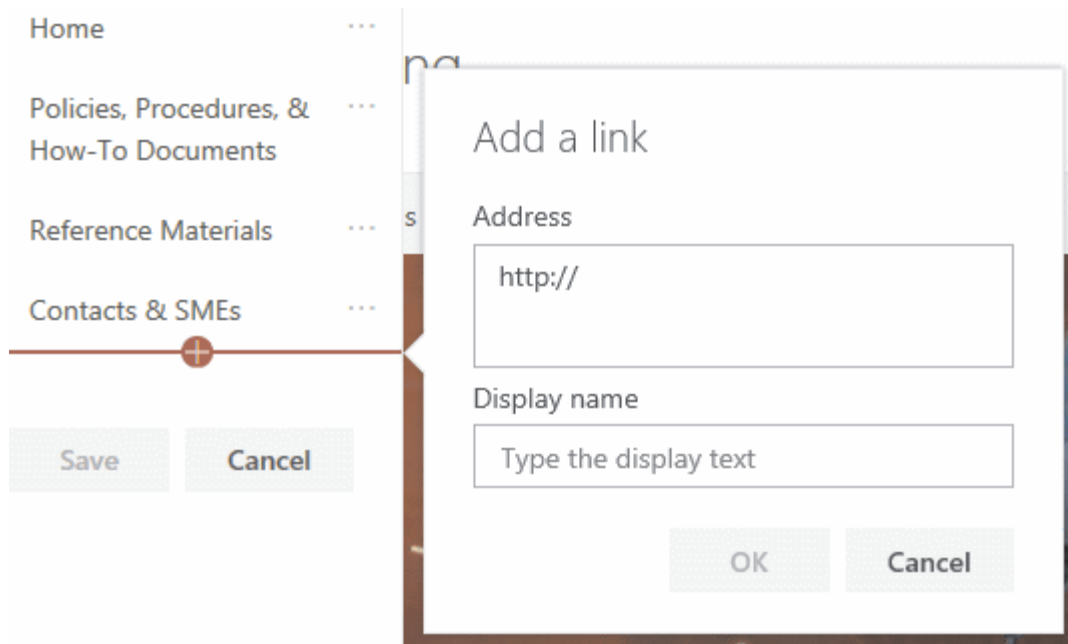 Home
Policies, Procedures, &
How-To Documents
Reference Materials
Contacts & SMEs
Save
Cancel
Add a link
Address
http://
Display name
Type the display text
OK
Cancel